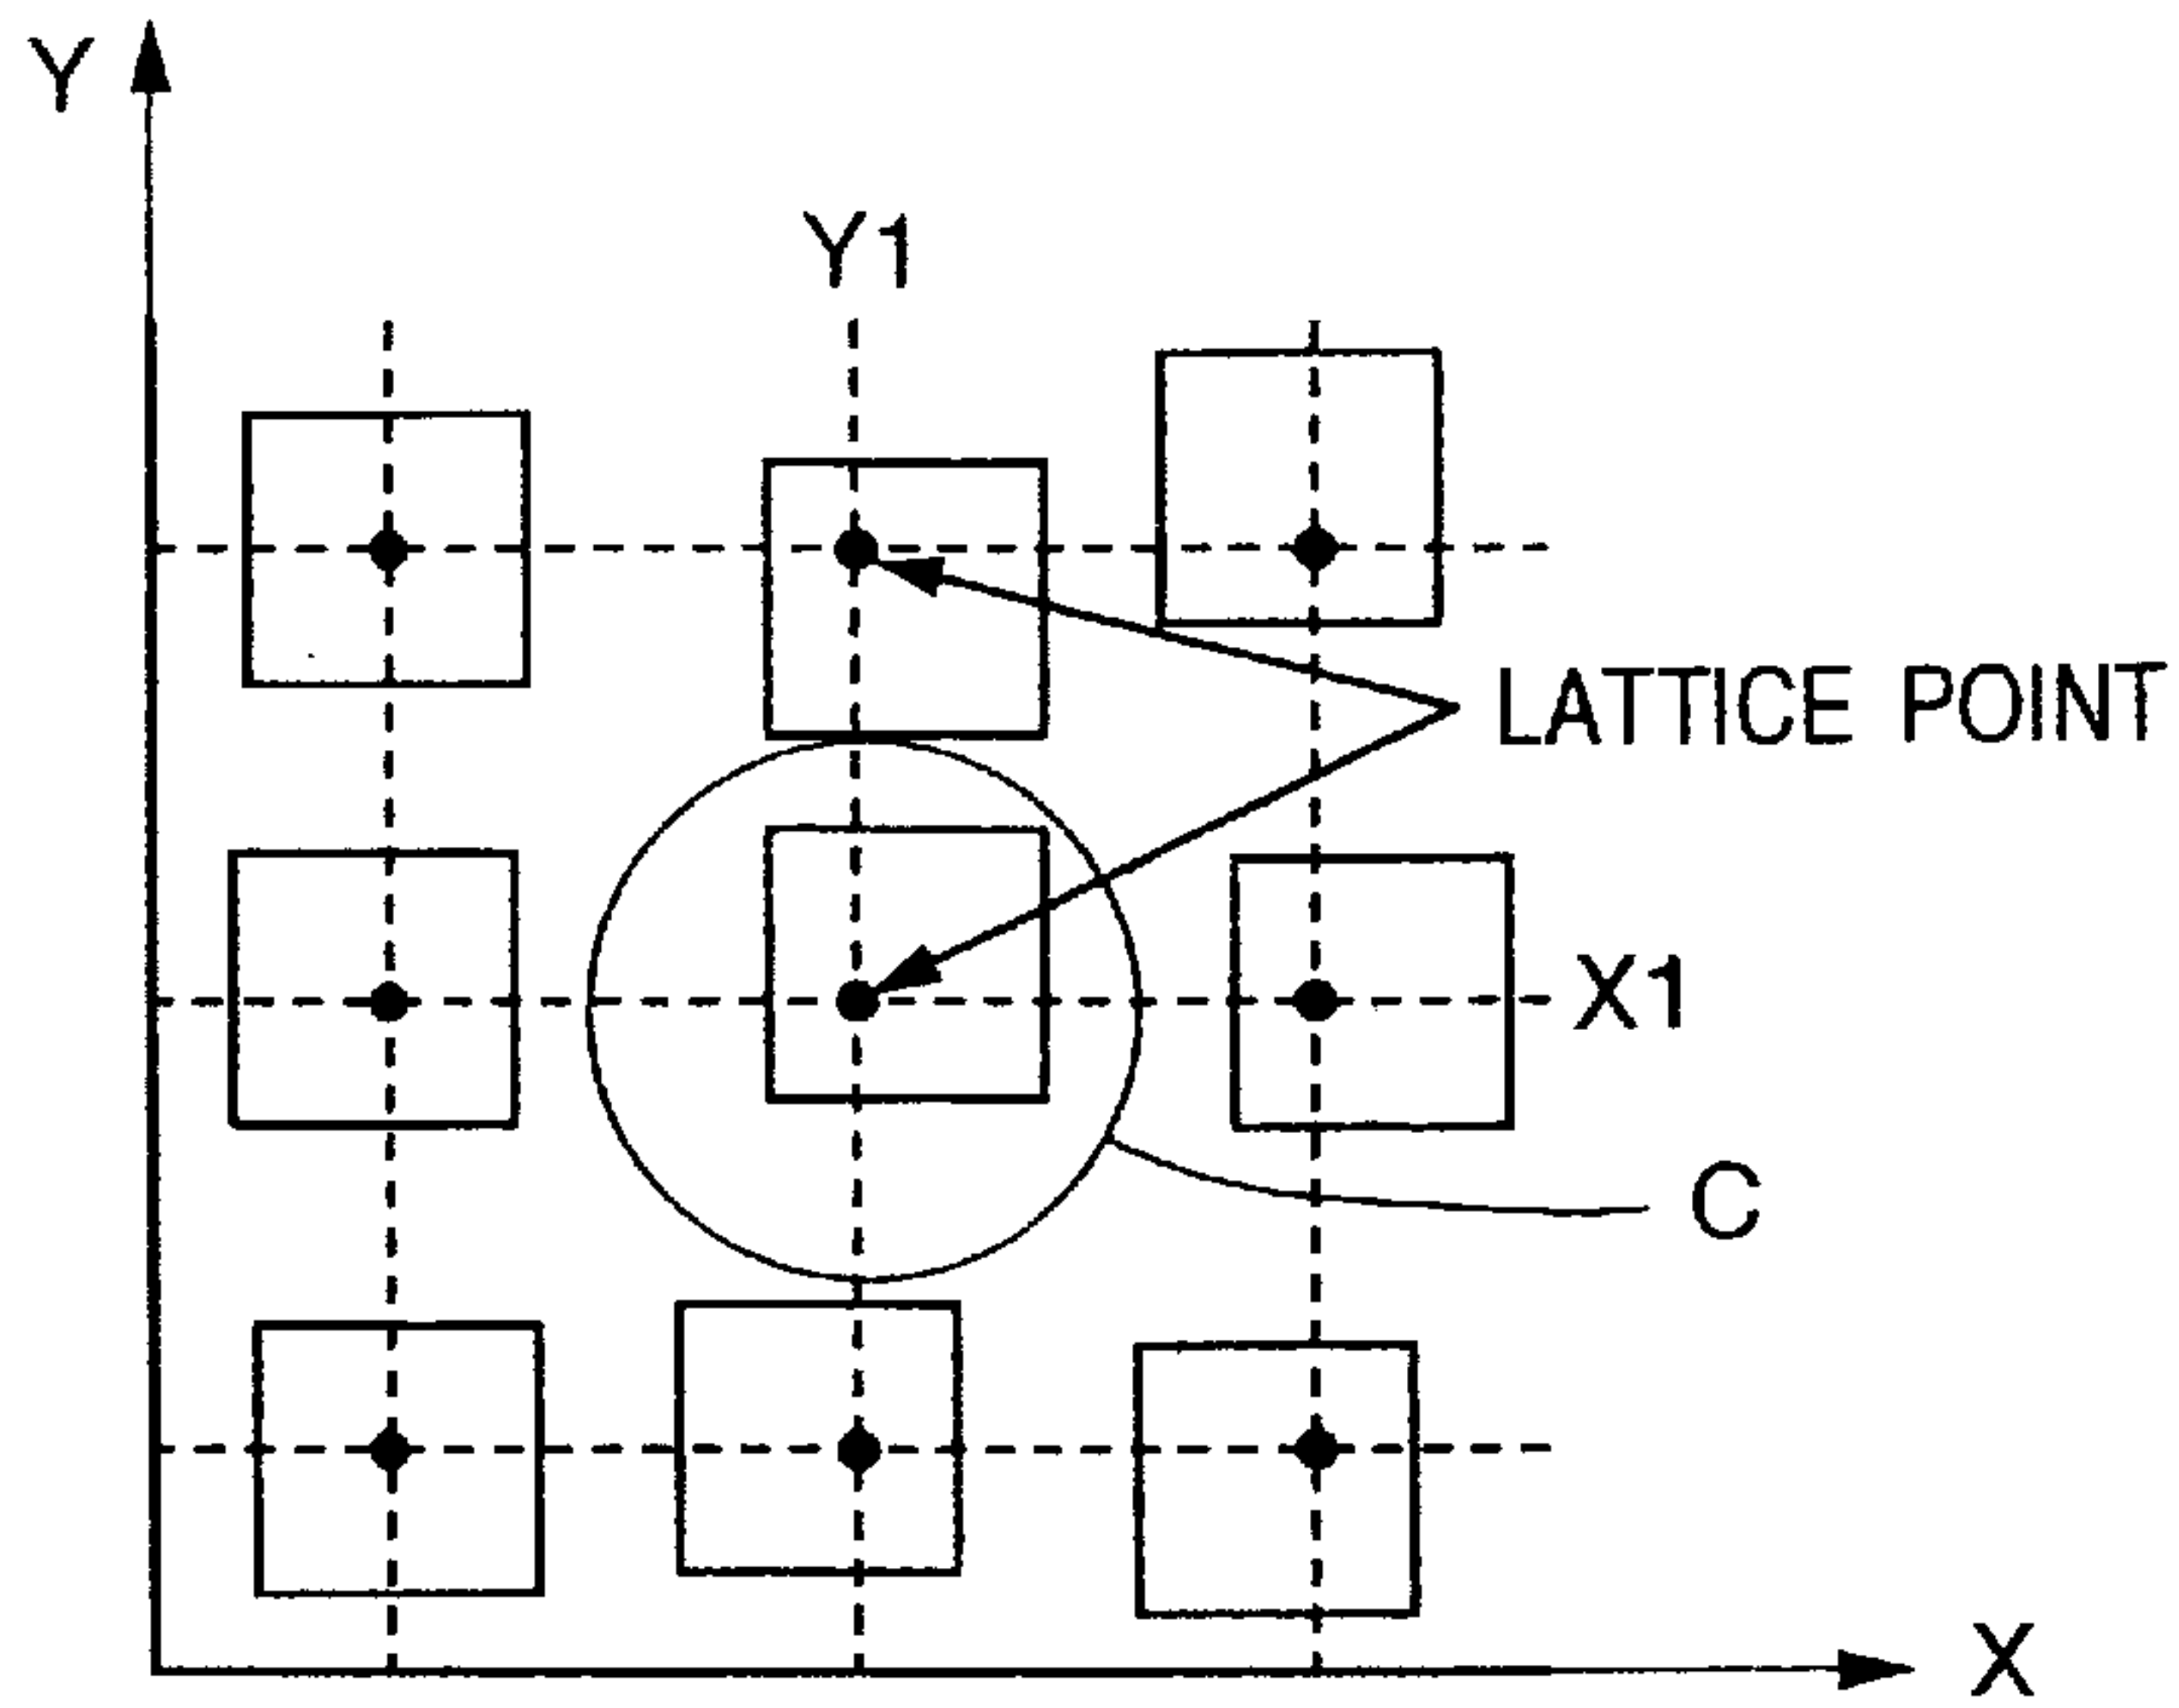 Y
Y1
LATTICE POINT
X1
C
X